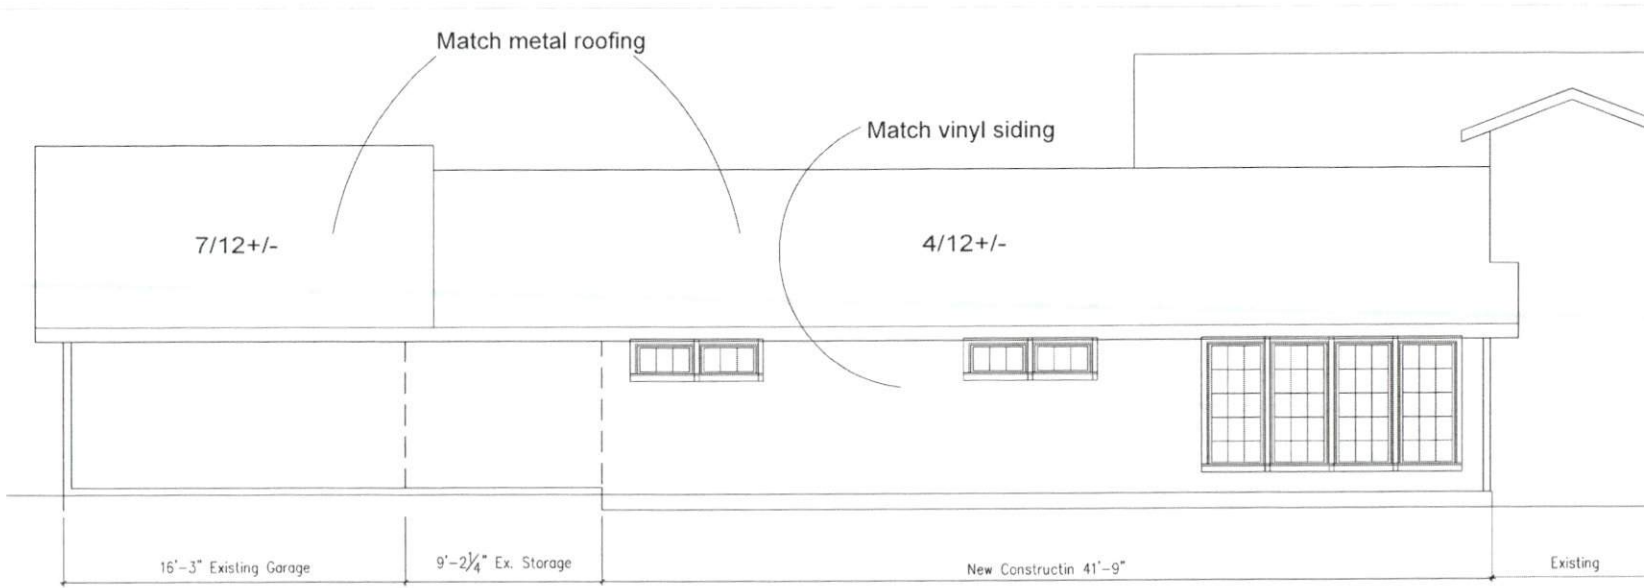 Match metal roofing
Match vinyl siding
7/12+/-
4/12+/-
16'-3" Existing Garage
9'-2¼" Ex. Storage
New Constructin 41'-9"
Existing